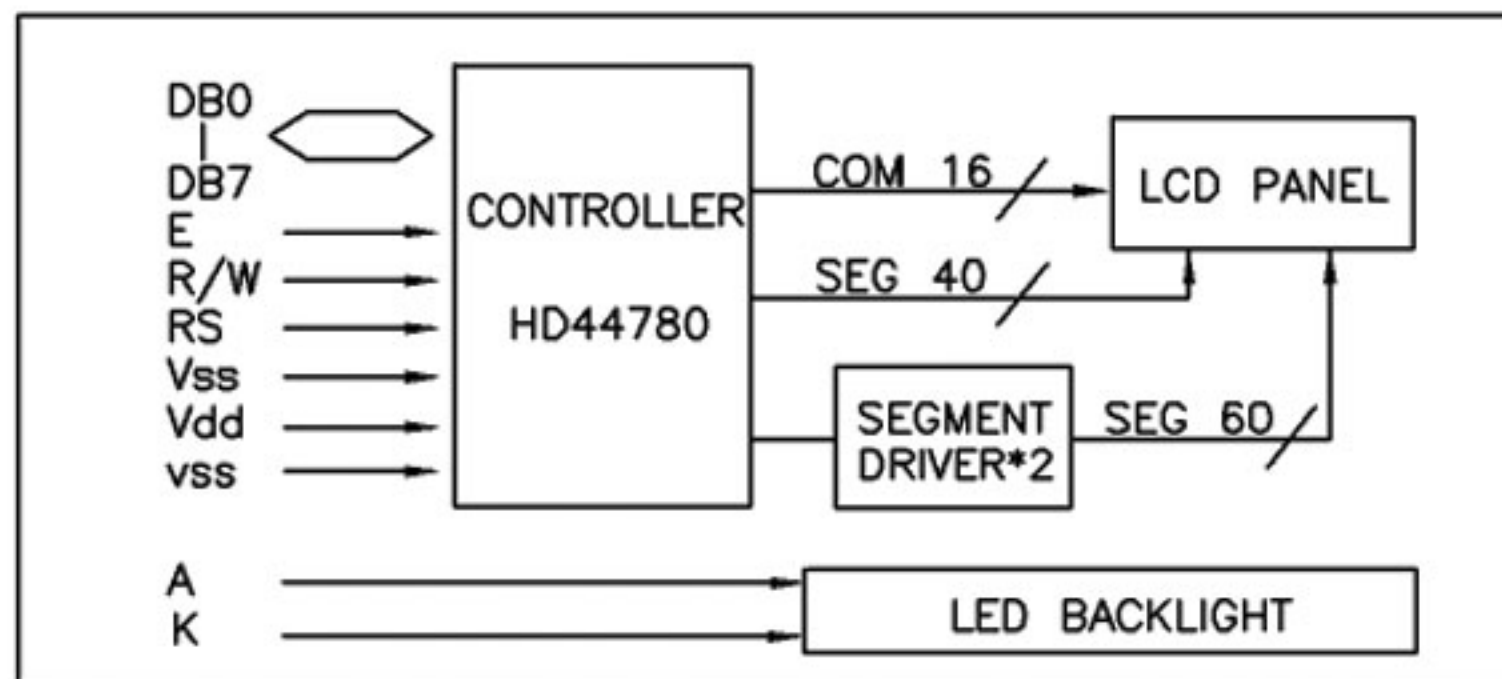 DB0
DB7
E
R/W
RS
Vss
Vdd
vss
A
K
CONTROLLER
HD44780
COM 16
SEG 40
SEGMENT
DRIVER*2
SEG 60
LCD PANEL
LED BACKLIGHT